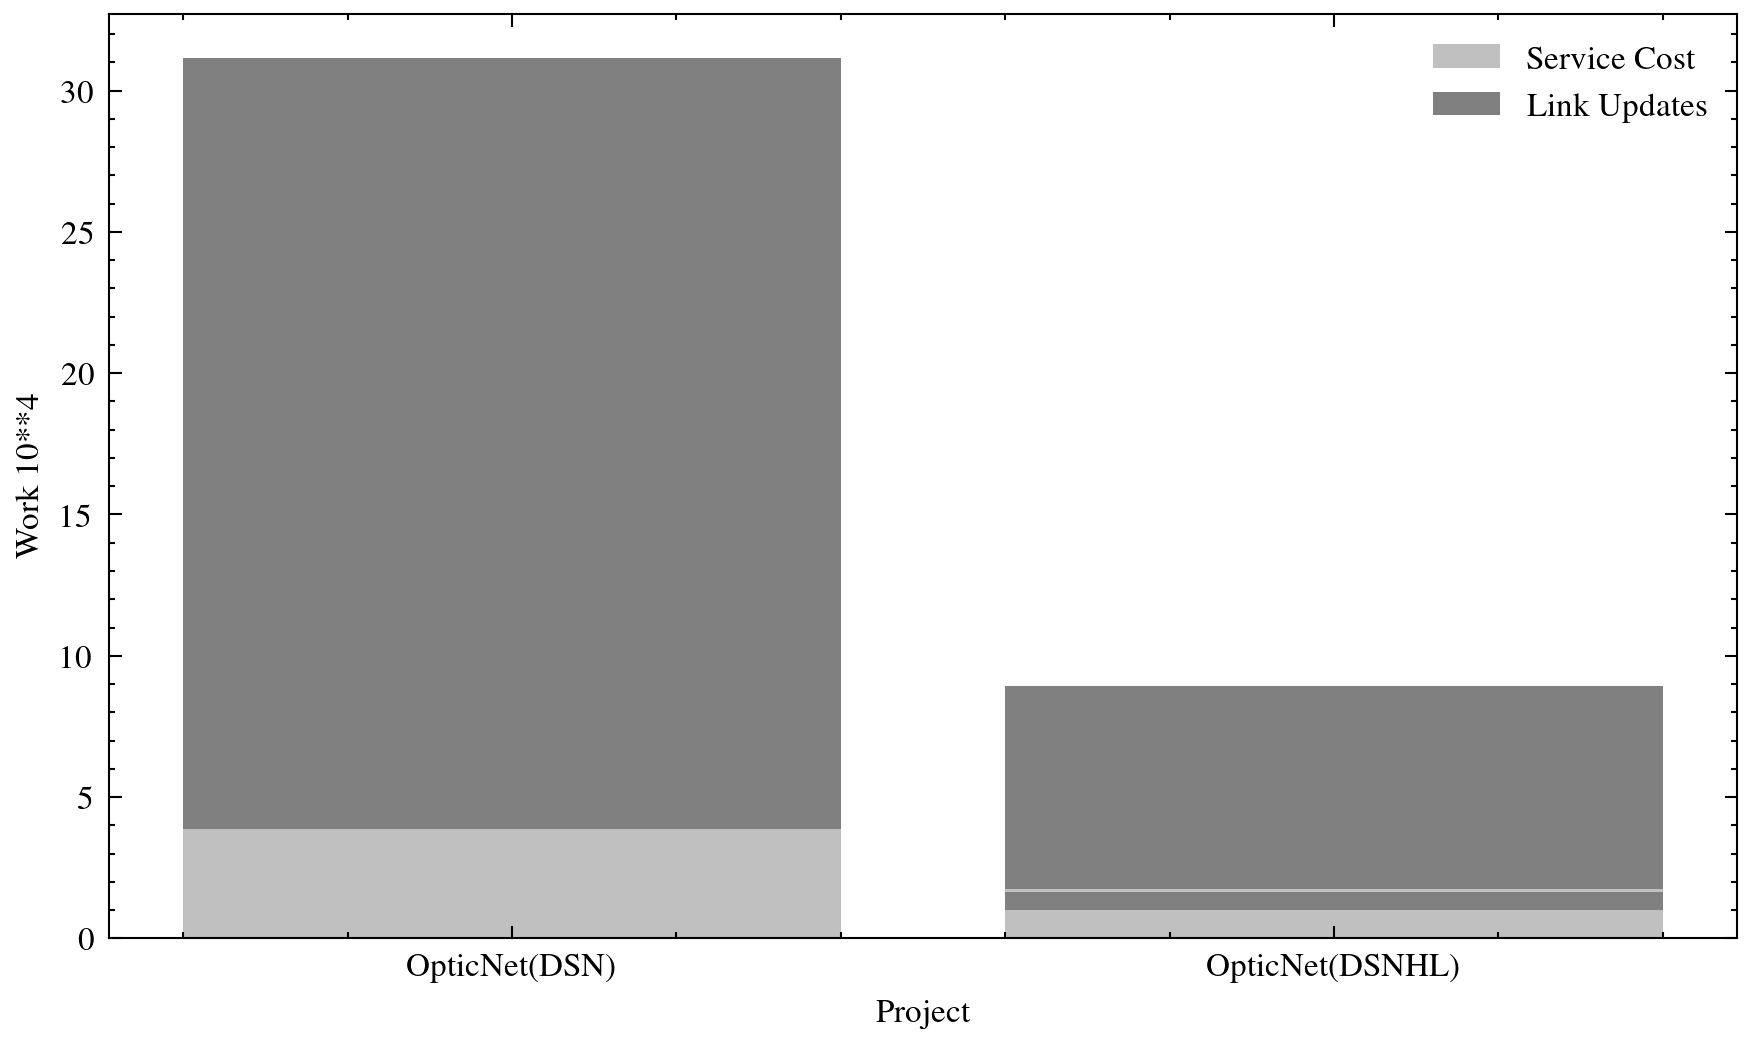 Service Cost
Link Updates
30
25
20
15
10
5
0
Work 10**4
OpticNet(DSN)
OpticNet(DSNHL)
Project